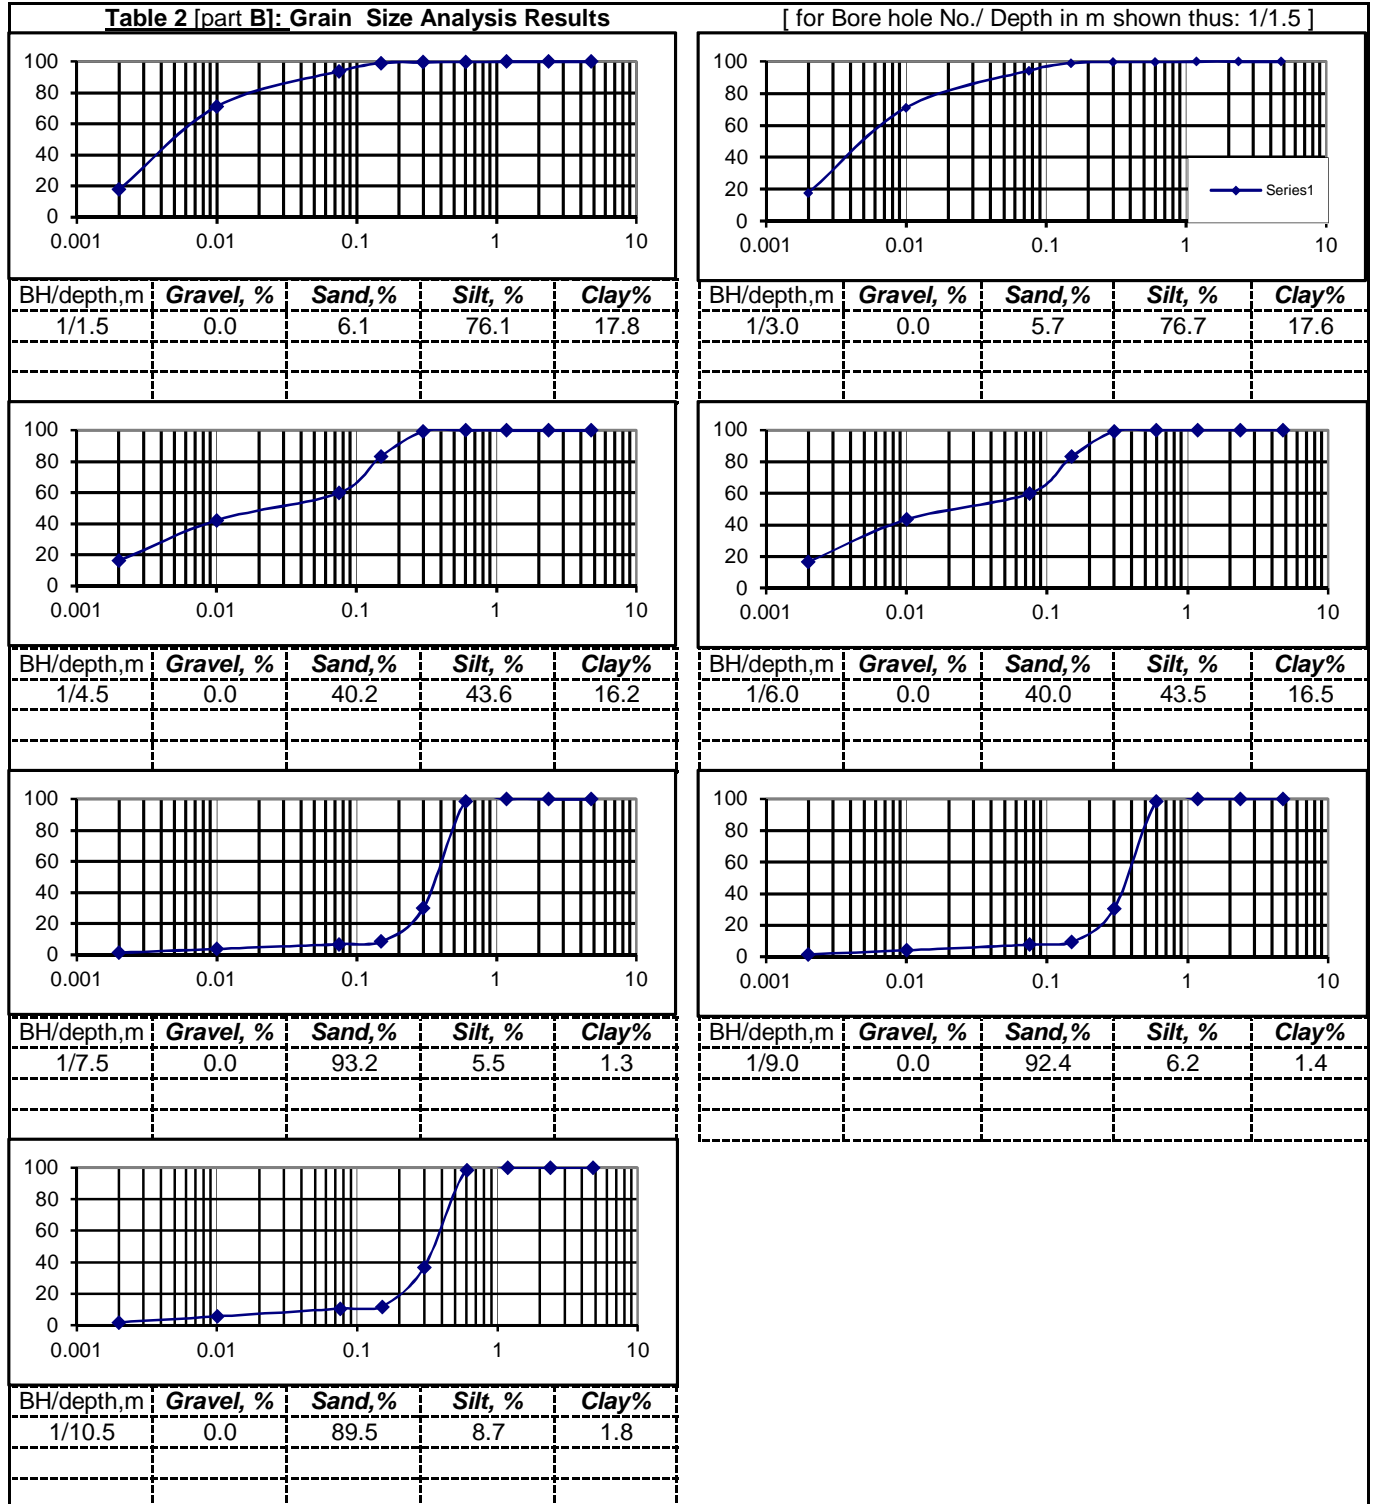 Table 2 [part B]: Grain Size Analysis Results [ for Bore hole No./ Depth in m shown thus: 1/1.5 ]
100
80
60
40
20
0
0.001 0.01 0.1 1 10
100
80
60
40
20
0
0.001 0.01 0.1 1 10
Series1
BH/depth,m Gravel, % Sand,% Silt, % Clay%
1/1.5 0.0 6.1 76.1 17.8
BH/depth,m Gravel, % Sand,% Silt, % Clay%
1/3.0 0.0 5.7 76.7 17.6
100
80
60
40
20
0
0.001 0.01 0.1 1 10
100
80
60
40
20
0
0.001 0.01 0.1 1 10
BH/depth,m Gravel, % Sand,% Silt, % Clay%
1/4.5 0.0 40.2 43.6 16.2
BH/depth,m Gravel, % Sand,% Silt, % Clay%
1/6.0 0.0 40.0 43.5 16.5
100
80
60
40
20
0
0.001 0.01 0.1 1 10
100
80
60
40
20
0
0.001 0.01 0.1 1 10
BH/depth,m Gravel, % Sand,% Silt, % Clay%
1/7.5 0.0 93.2 5.5 1.3
BH/depth,m Gravel, % Sand,% Silt, % Clay%
1/9.0 0.0 92.4 6.2 1.4
100
80
60
40
20
0
0.001 0.01 0.1 1 10
BH/depth,m Gravel, % Sand,% Silt, % Clay%
1/10.5 0.0 89.5 8.7 1.8